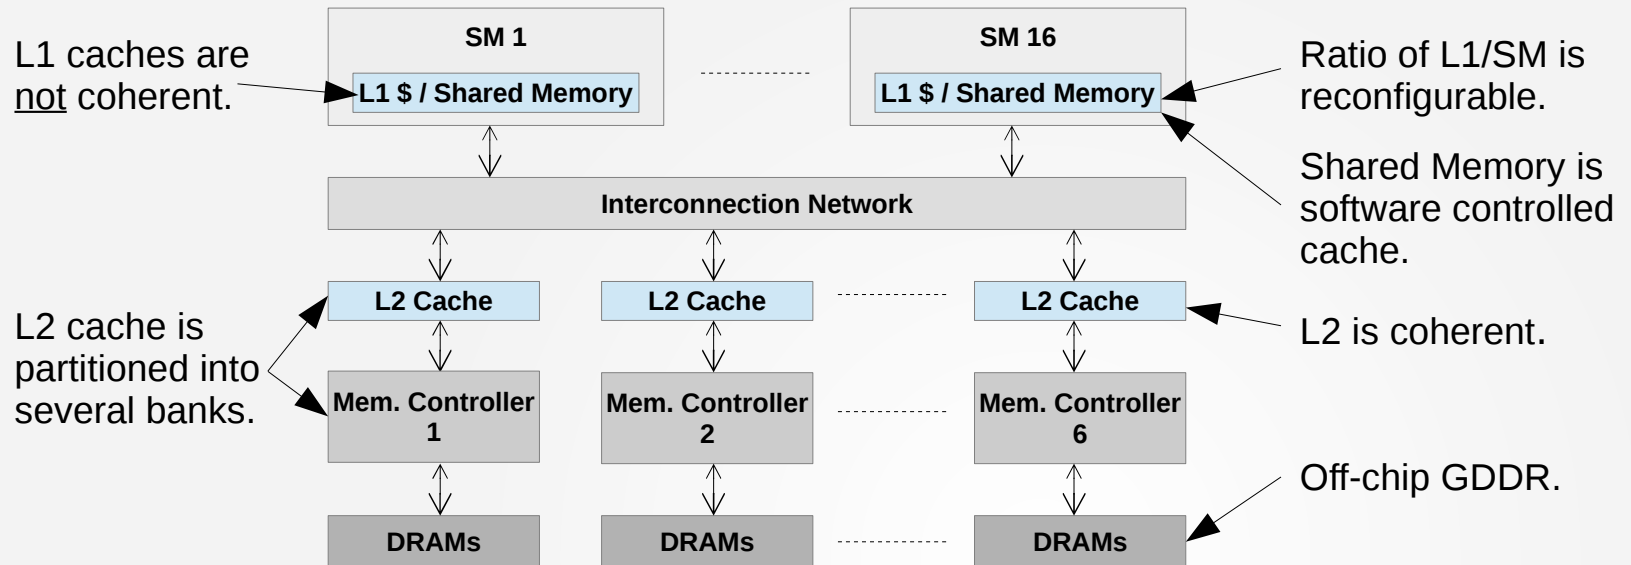 L1 caches are
not coherent.
SM 1
L1 $ / Shared Memory
SM 16
L1 $ / Shared Memory
Ratio of L1/SM is
reconfigurable.
Shared Memory is
software controlled
cache.
Interconnection Network
L2 cache is
partitioned into
several banks.
L2 Cache
L2 Cache
L2 Cache
L2 is coherent.
Mem. Controller
1
Mem. Controller
2
Mem. Controller
6
Off-chip GDDR.
DRAMs
DRAMs
DRAMs